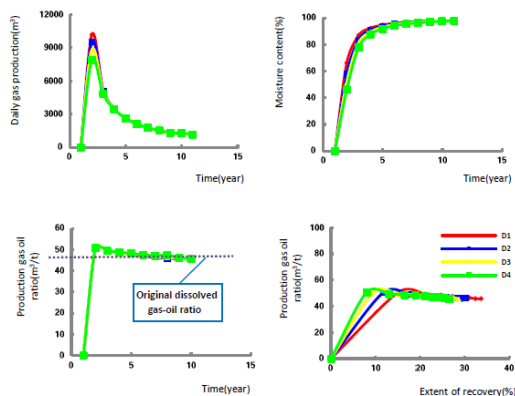 Daily gas production(m³)
15000
12000
9000
6000
3000
0
0
5
10
15
Time(year)
Moisture content(%)
100
80
60
40
20
0
0
5
10
15
Time(year)
Production gas oil
ratio(m³/t)
60
50
40
30
20
10
0
0
5
10
15
Original dissolved
gas-oil ratio
Time(year)
Production gas oil
ratio(m³/t)
100
80
60
40
20
0
0
10
20
30
40
D1
D2
D3
D4
Extent of recovery(%)